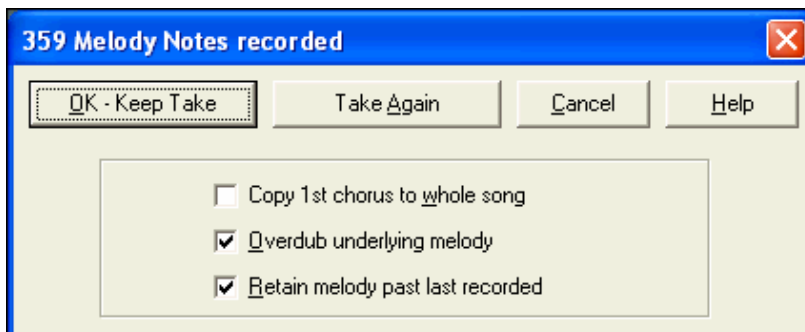 359 Melody Notes recorded
OK - Keep Take Take Again Cancel Help
Copy 1st chorus to whole song
Overdub underlying melody
Retain melody past last recorded